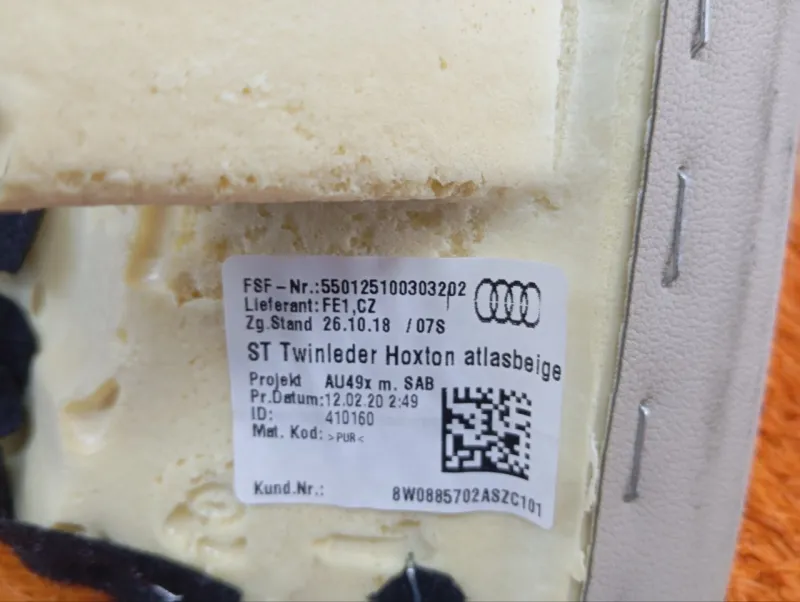 FSF-Nr.:550125100303202
Lieferant:FE1,CZ
Zg.Stand 26.10.18 /07S
ST Twinleder Hoxton atlasbeige
Projekt AU49x m. SAB
Pr.Datum:12.02.20 2:49
ID: 410160
Mat. Kod: >PUR<
Kund.Nr.: 8W0885702ASZC101